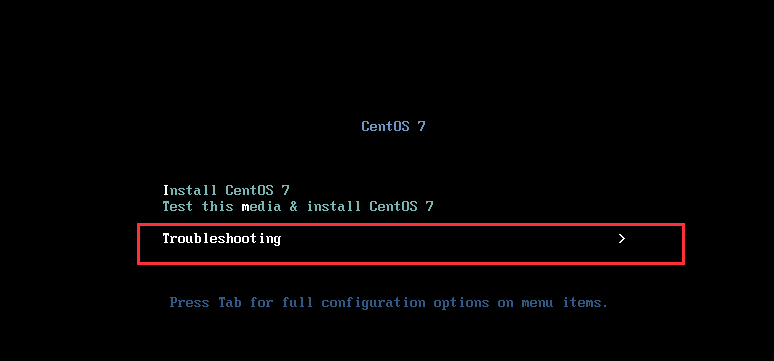 CentOS 7
Install CentOS 7
Test this media & install CentOS 7
Troubleshooting >
Press Tab for full configuration options on menu items.